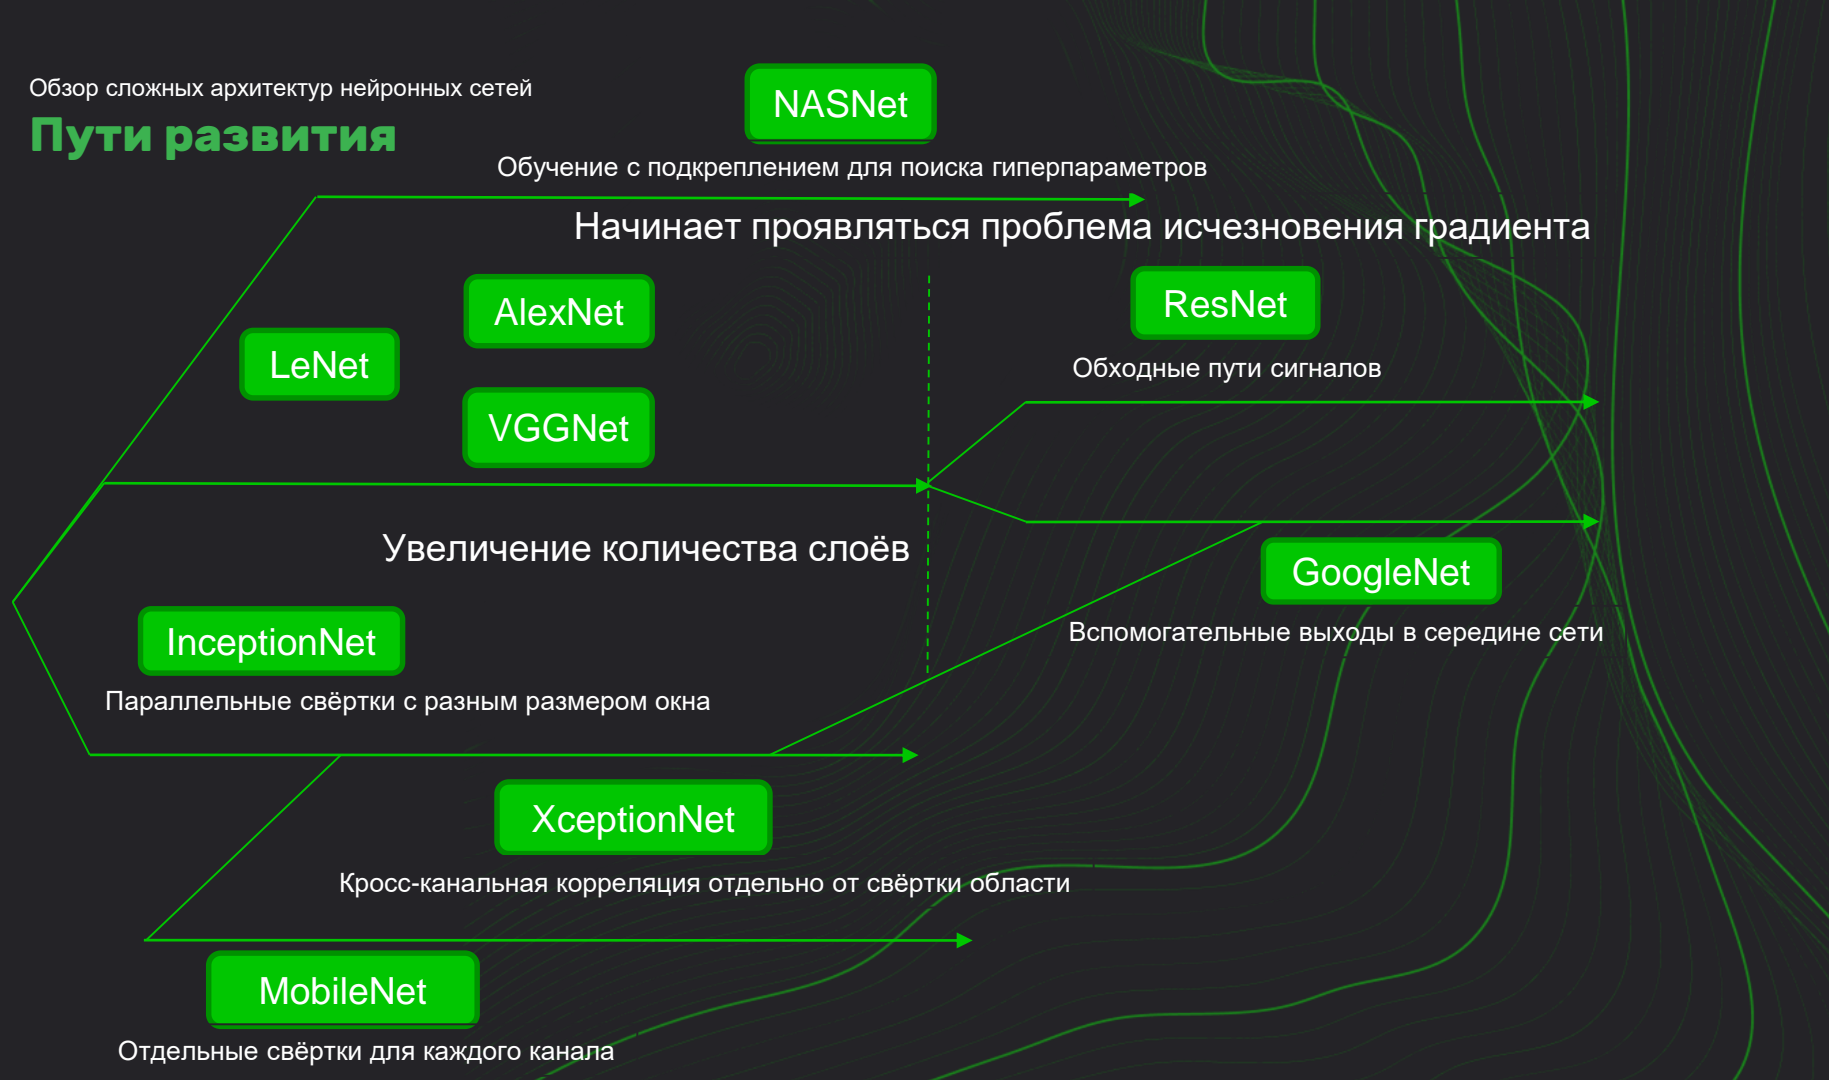 Обзор сложных архитектур нейронных сетей
Пути развития
NASNet
Обучение с подкреплением для поиска гиперпараметров
Начинает проявляться проблема исчезновения градиента
AlexNet
ResNet
LeNet
Обходные пути сигналов
VGGNet
Увеличение количества слоёв
GoogleNet
Вспомогательные выходы в середине сети
InceptionNet
Параллельные свёртки с разным размером окна
XceptionNet
Кросс-канальная корреляция отдельно от свёртки области
MobileNet
Отдельные свёртки для каждого канала